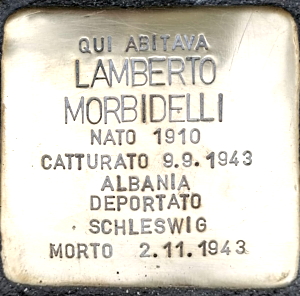 QUI ABITAVA
LAMBERTO
MORBIDELLI
NATO 1910
CATTURATO 9.9.1943
ALBANIA
DEPORTATO
SCHLESWIG
MORTO 2.11.1943